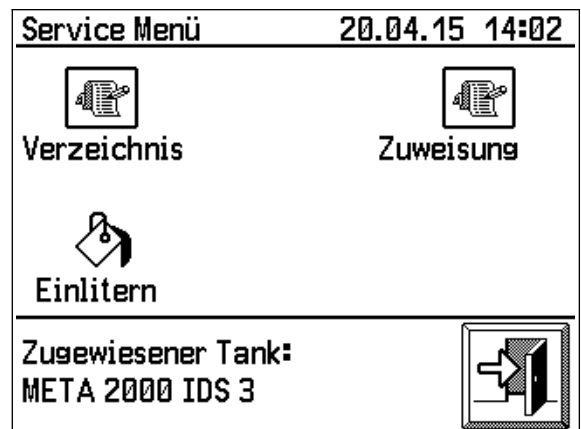 Service Menü 20.04.15 14:02
Verzeichnis Zuweisung
Einlitern
Zugewiesener Tank:
META 2000 IDS 3